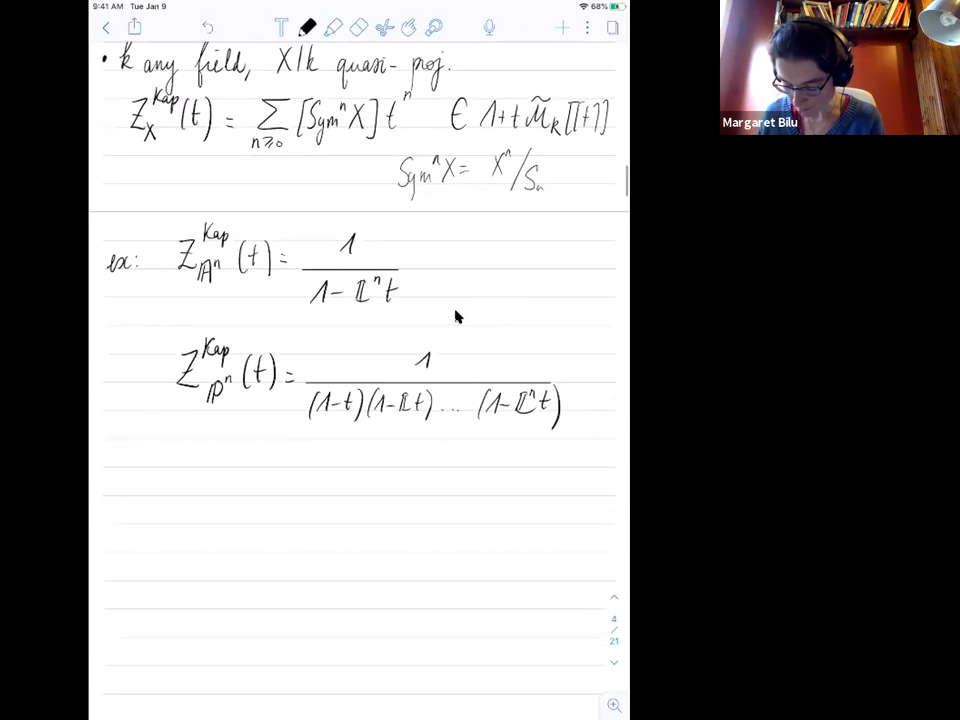 9:41 AM Tue Jan 9
68%
• k any field, X/k quasi-proj.
Z_X^{Kap}(t) = ∑_{n≥0} [Sym^n X] t^n ∈ 1 + t M̃_k[[t]]
Sym^n X = X^n / S_n
ex: Z_{𝔸^n}^{Kap}(t) = 1 / (1 - 𝕃^n t)
Z_{ℙ^n}^{Kap}(t) = 1 / ((1-t)(1-𝕃t) ... (1-𝕃^n t))
4
/
21
Margaret Bilu